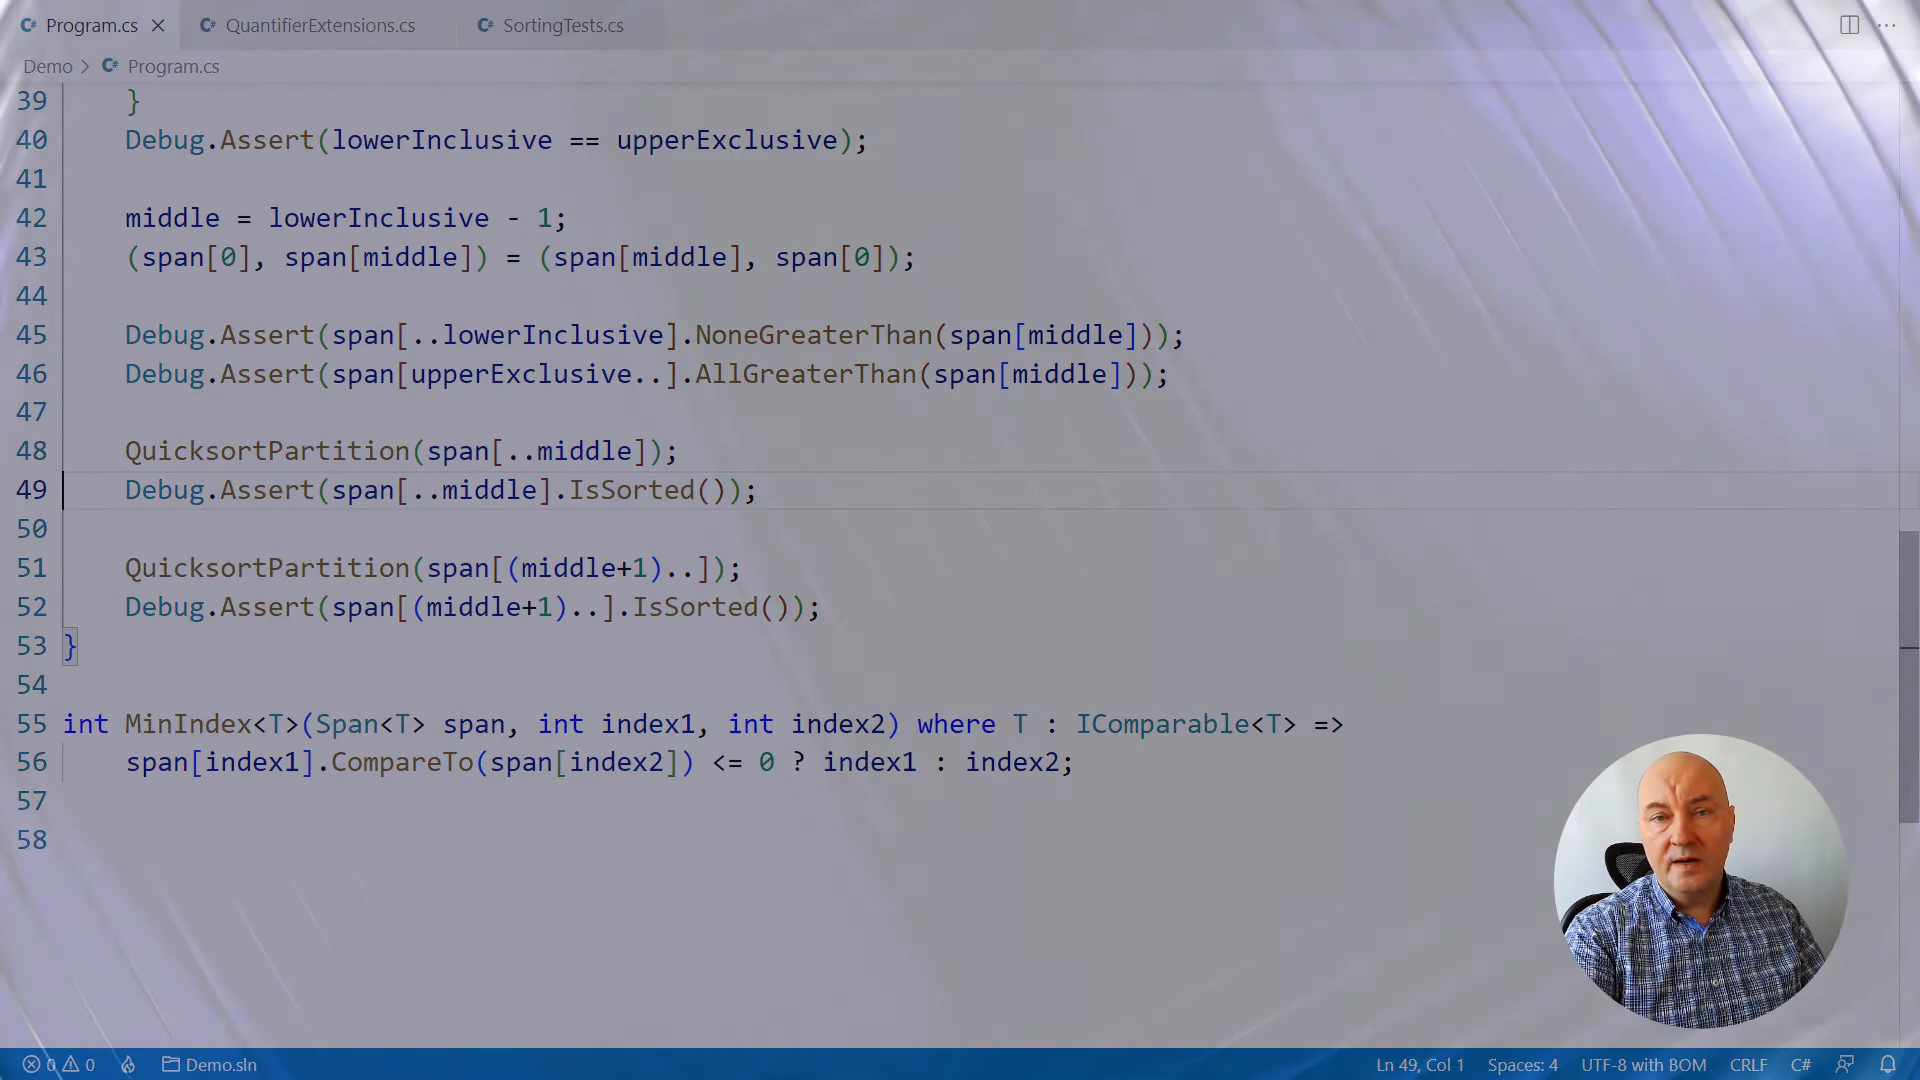 Program.cs
QuantifierExtensions.cs
SortingTests.cs
Demo > Program.cs
39 }
40 Debug.Assert(lowerInclusive == upperExclusive);
41
42 middle = lowerInclusive - 1;
43 (span[0], span[middle]) = (span[middle], span[0]);
44
45 Debug.Assert(span[..lowerInclusive].NoneGreaterThan(span[middle]));
46 Debug.Assert(span[upperExclusive..].AllGreaterThan(span[middle]));
47
48 QuicksortPartition(span[..middle]);
49 Debug.Assert(span[..middle].IsSorted());
50
51 QuicksortPartition(span[(middle+1)..]);
52 Debug.Assert(span[(middle+1)..].IsSorted());
53 }
54
55 int MinIndex<T>(Span<T> span, int index1, int index2) where T : IComparable<T> =>
56 span[index1].CompareTo(span[index2]) <= 0 ? index1 : index2;
57
58
0 0 Demo.sln Ln 49, Col 1 Spaces: 4 UTF-8 with BOM CRLF C#